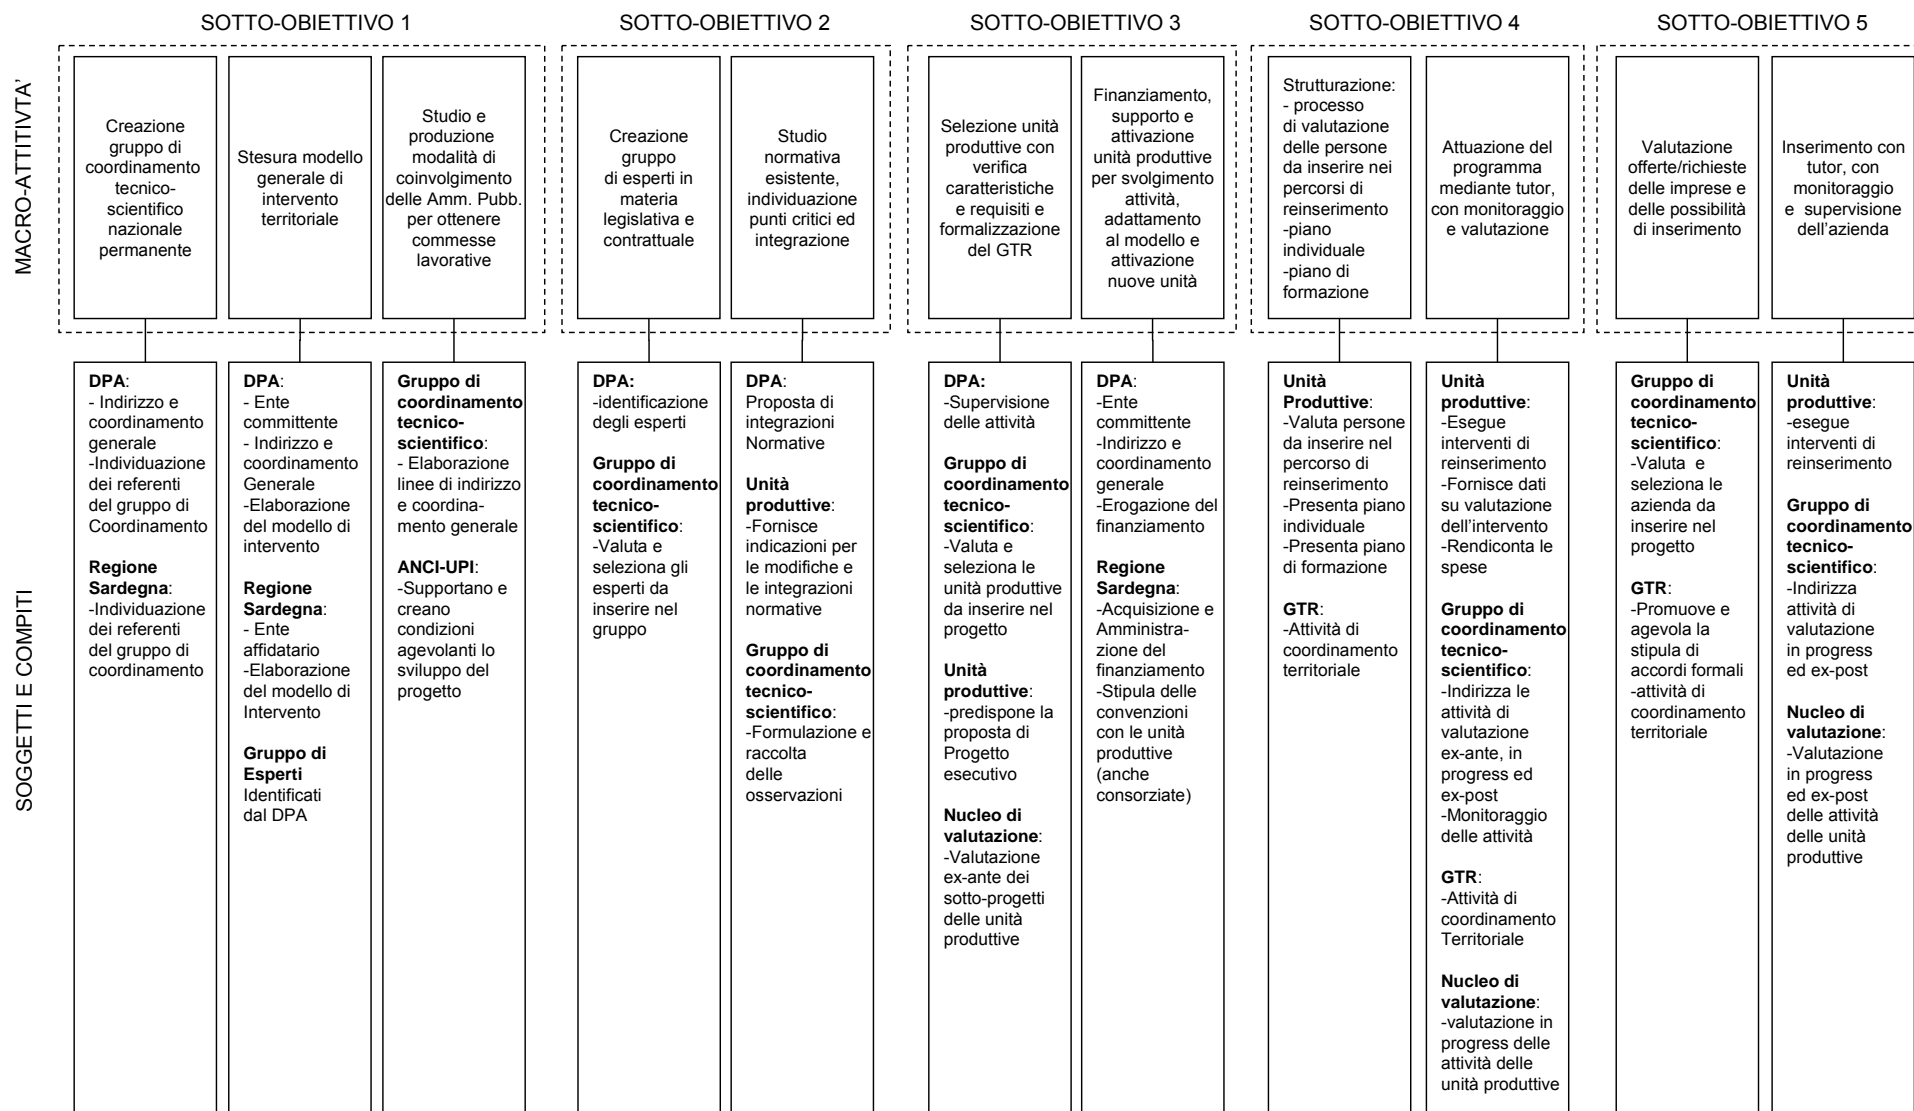 SOTTO-OBIETTIVO 1
SOTTO-OBIETTIVO 2
SOTTO-OBIETTIVO 3
SOTTO-OBIETTIVO 4
SOTTO-OBIETTIVO 5
MACRO-ATTITIVTA'
Creazione
gruppo di
coordinamento
tecnico-
scientifico
nazionale
permanente
Stesura modello
generale di
intervento
territoriale
Studio e
produzione
modalità di
coinvolgimento
delle Amm. Pubb.
per ottenere
commesse
lavorative
Creazione
gruppo
di esperti in
materia
legislativa e
contrattuale
Studio
normativa
esistente,
individuazione
punti critici ed
integrazione
Selezione unità
produttive con
verifica
caratteristiche
e requisiti e
formalizzazione
del GTR
Finanziamento,
supporto e
attivazione
unità produttive
per svolgimento
attività,
adattamento
al modello e
attivazione
nuove unità
Strutturazione:
- processo
di valutazione
delle persone
da inserire nei
percorsi di
reinserimento
-piano
individuale
-piano di
formazione
Attuazione del
programma
mediante tutor,
con monitoraggio
e valutazione
Valutazione
offerte/richieste
delle imprese e
delle possibilità
di inserimento
Inserimento con
tutor, con
monitoraggio
e supervisione
dell'azienda
SOGGETTI E COMPITI
DPA:
- Indirizzo e
coordinamento
generale
-Individuazione
dei referenti
del gruppo di
Coordinamento
Regione
Sardegna:
-Individuazione
dei referenti
del gruppo di
coordinamento
DPA:
- Ente
committente
- Indirizzo e
coordinamento
Generale
-Elaborazione
del modello di
intervento
Regione
Sardegna:
- Ente
affidatario
-Elaborazione
del modello di
Intervento
Gruppo di
Esperti
Identificati
dal DPA
Gruppo di
coordinamento
tecnico-
scientifico:
- Elaborazione
linee di indirizzo
e coordina-
mento generale
ANCI-UPI:
-Supportano e
creano
condizioni
agevolanti lo
sviluppo del
progetto
DPA:
-identificazione
degli esperti
Gruppo di
coordinamento
tecnico-
scientifico:
-Valuta e
seleziona gli
esperti da
inserire nel
gruppo
DPA:
Proposta di
integrazioni
Normative
Unità
produttive:
-Fornisce
indicazioni per
le modifiche e
le integrazioni
normative
Gruppo di
coordinamento
tecnico-
scientifico:
-Formulazione e
raccolta
delle
osservazioni
DPA:
-Supervisione
delle attività
Gruppo di
coordinamento
tecnico-
scientifico:
-Valuta e
seleziona le
unità produttive
da inserire nel
progetto
Unità
produttive:
-predispone la
proposta di
Progetto
esecutivo
Nucleo di
valutazione:
-Valutazione
ex-ante dei
sotto-progetti
delle unità
produttive
DPA:
-Ente
committente
-Indirizzo e
coordinamento
generale
-Erogazione del
finanziamento
Regione
Sardegna:
-Acquisizione e
Amministra-
zione del
finanziamento
-Stipula delle
convenzioni
con le unità
produttive
(anche
consorziate)
Unità
Produttive:
-Valuta persone
da inserire nel
percorso di
reinserimento
-Presenta piano
individuale
-Presenta piano
di formazione
GTR:
-Attività di
coordinamento
territoriale
Unità
produttive:
-Esegue
interventi di
reinserimento
-Fornisce dati
su valutazione
dell'intervento
-Rendiconta le
spese
Gruppo di
coordinamento
tecnico-
scientifico:
-Indirizza le
attività di
valutazione
ex-ante, in
progress ed
ex-post
-Monitoraggio
delle attività
GTR:
-Attività di
coordinamento
Territoriale
Nucleo di
valutazione:
-valutazione in
progress delle
attività delle
unità produttive
Gruppo di
coordinamento
tecnico-
scientifico:
-Valuta e
seleziona le
azienda da
inserire nel
progetto
GTR:
-Promuove e
agevola la
stipula di
accordi formali
-attività di
coordinamento
territoriale
Unità
produttive:
-esegue
interventi di
reinserimento
Gruppo di
coordinamento
tecnico-
scientifico:
-Indirizza
attività di
valutazione
in progress
ed ex-post
Nucleo di
valutazione:
-Valutazione
in progress
ed ex-post
delle attività
delle unità
produttive